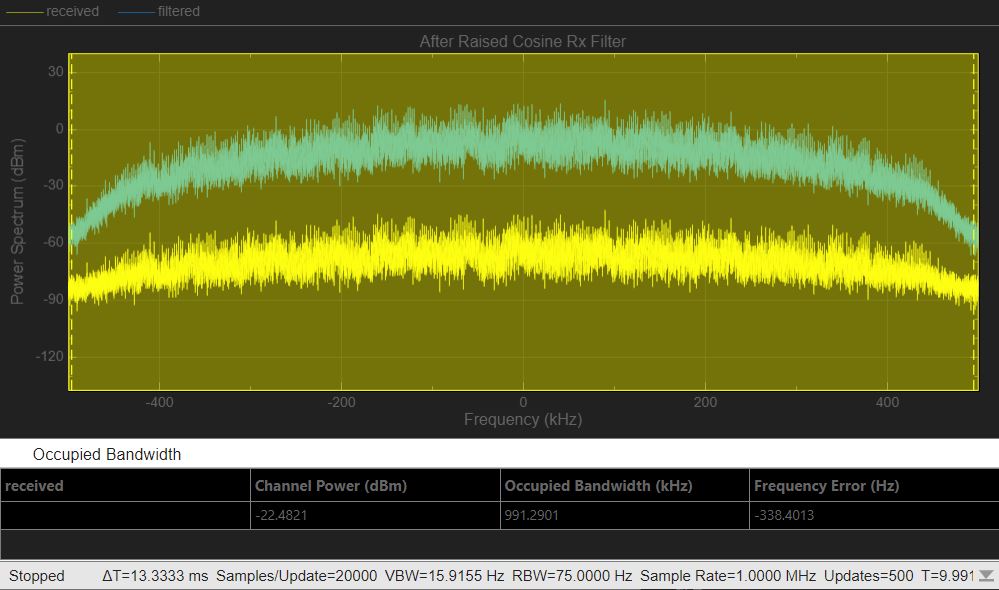 received filtered
After Raised Cosine Rx Filter
30
0
-30
-60
-90
-120
Power Spectrum (dBm)
-400 -200 0 200 400
Frequency (kHz)
Occupied Bandwidth
received Channel Power (dBm) Occupied Bandwidth (kHz) Frequency Error (Hz)
-22.4821 991.2901 -338.4013
Stopped ΔT=13.3333 ms Samples/Update=20000 VBW=15.9155 Hz RBW=75.0000 Hz Sample Rate=1.0000 MHz Updates=500 T=9.991